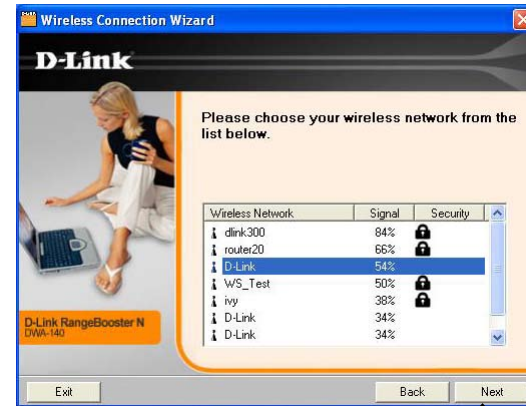 Wireless Connection Wizard
D-Link
Please choose your wireless network from the
list below.
Wireless Network Signal Security
dlink300 84%
router20 66%
D-Link 54%
WS_Test 50%
ivy 38%
D-Link 34%
D-Link 34%
D-Link RangeBooster N
DWA-140
Exit Back Next